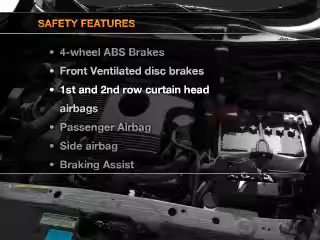 SAFETY FEATURES
• 4-wheel ABS Brakes
• Front Ventilated disc brakes
• 1st and 2nd row curtain head
airbags
• Passenger Airbag
• Side airbag
• Braking Assist